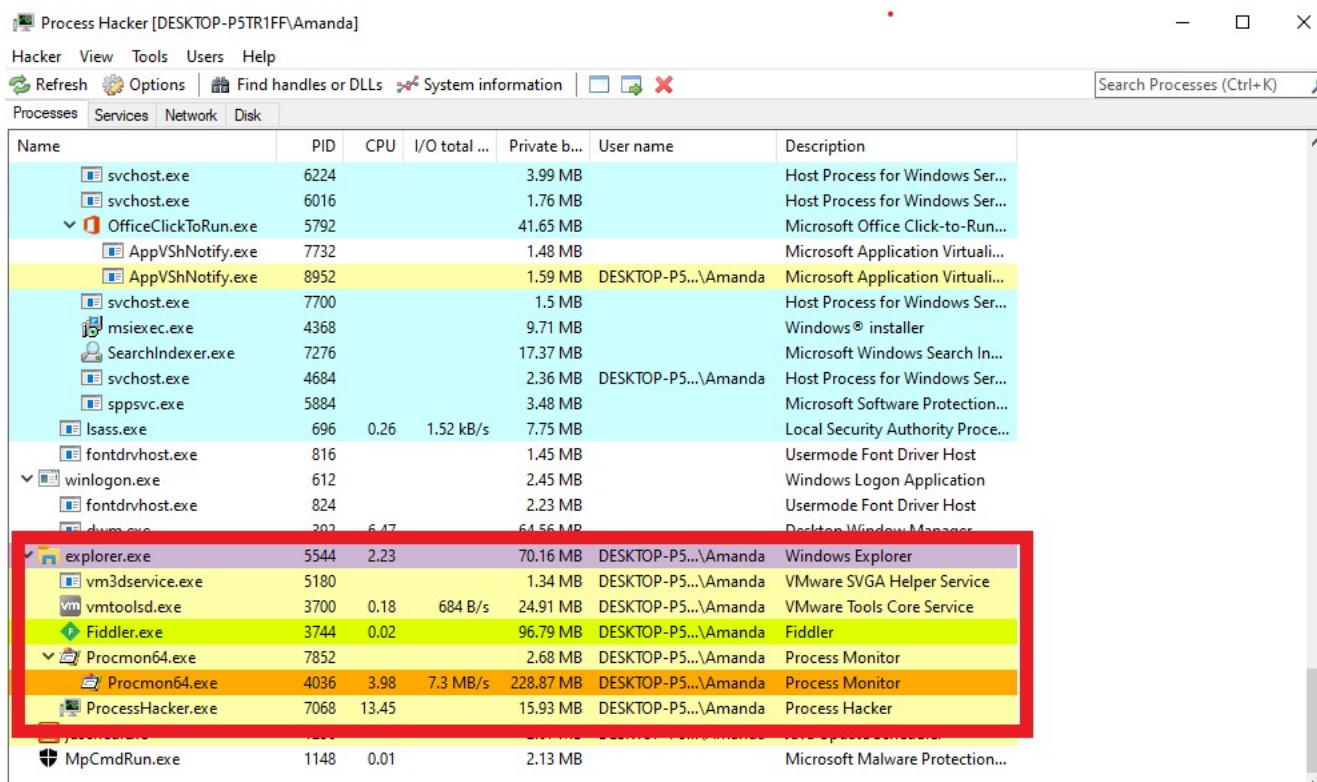 Process Hacker [DESKTOP-P5TR1FF\Amanda]
Hacker View Tools Users Help
Refresh Options Find handles or DLLs System information Search Processes (Ctrl+K)
Processes Services Network Disk
Name PID CPU I/O total ... Private b... User name Description
svchost.exe 6224 3.99 MB Host Process for Windows Ser...
svchost.exe 6016 1.76 MB Host Process for Windows Ser...
OfficeClickToRun.exe 5792 41.65 MB Microsoft Office Click-to-Run...
AppVShNotify.exe 7732 1.48 MB Microsoft Application Virtuali...
AppVShNotify.exe 8952 1.59 MB DESKTOP-P5...\Amanda Microsoft Application Virtuali...
svchost.exe 7700 1.5 MB Host Process for Windows Ser...
msiexec.exe 4368 9.71 MB Windows® installer
SearchIndexer.exe 7276 17.37 MB Microsoft Windows Search In...
svchost.exe 4684 2.36 MB DESKTOP-P5...\Amanda Host Process for Windows Ser...
sppsvc.exe 5884 3.48 MB Microsoft Software Protection...
lsass.exe 696 0.26 1.52 kB/s 7.75 MB Local Security Authority Proce...
fontdrvhost.exe 816 1.45 MB Usermode Font Driver Host
winlogon.exe 612 2.45 MB Windows Logon Application
fontdrvhost.exe 824 2.23 MB Usermode Font Driver Host
dwm.exe 392 6.47 64.56 MB Desktop Window Manager
explorer.exe 5544 2.23 70.16 MB DESKTOP-P5...\Amanda Windows Explorer
vm3dservice.exe 5180 1.34 MB DESKTOP-P5...\Amanda VMware SVGA Helper Service
vmtoolsd.exe 3700 0.18 684 B/s 24.91 MB DESKTOP-P5...\Amanda VMware Tools Core Service
Fiddler.exe 3744 0.02 96.79 MB DESKTOP-P5...\Amanda Fiddler
Procmon64.exe 7852 2.68 MB DESKTOP-P5...\Amanda Process Monitor
Procmon64.exe 4036 3.98 7.3 MB/s 228.87 MB DESKTOP-P5...\Amanda Process Monitor
ProcessHacker.exe 7068 13.45 15.93 MB DESKTOP-P5...\Amanda Process Hacker
MpCmdRun.exe 1148 0.01 2.13 MB Microsoft Malware Protection...